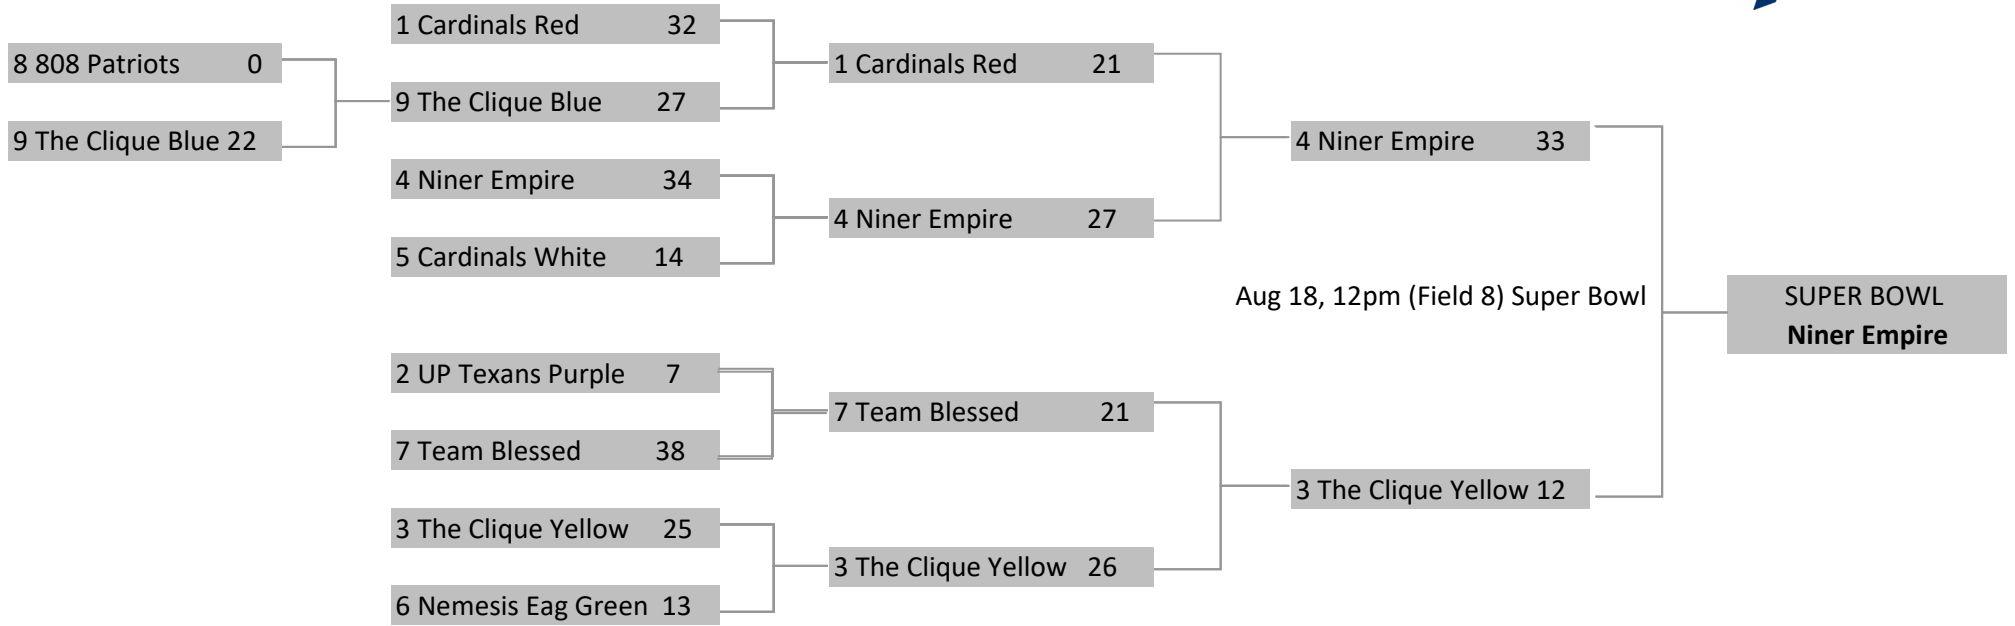 8 808 Patriots 0
9 The Clique Blue 22
1 Cardinals Red 32
9 The Clique Blue 27
4 Niner Empire 34
5 Cardinals White 14
2 UP Texans Purple 7
7 Team Blessed 38
3 The Clique Yellow 25
6 Nemesis Eag Green 13
1 Cardinals Red 21
4 Niner Empire 27
7 Team Blessed 21
3 The Clique Yellow 26
4 Niner Empire 33
Aug 18, 12pm (Field 8) Super Bowl
3 The Clique Yellow 12
SUPER BOWL
Niner Empire